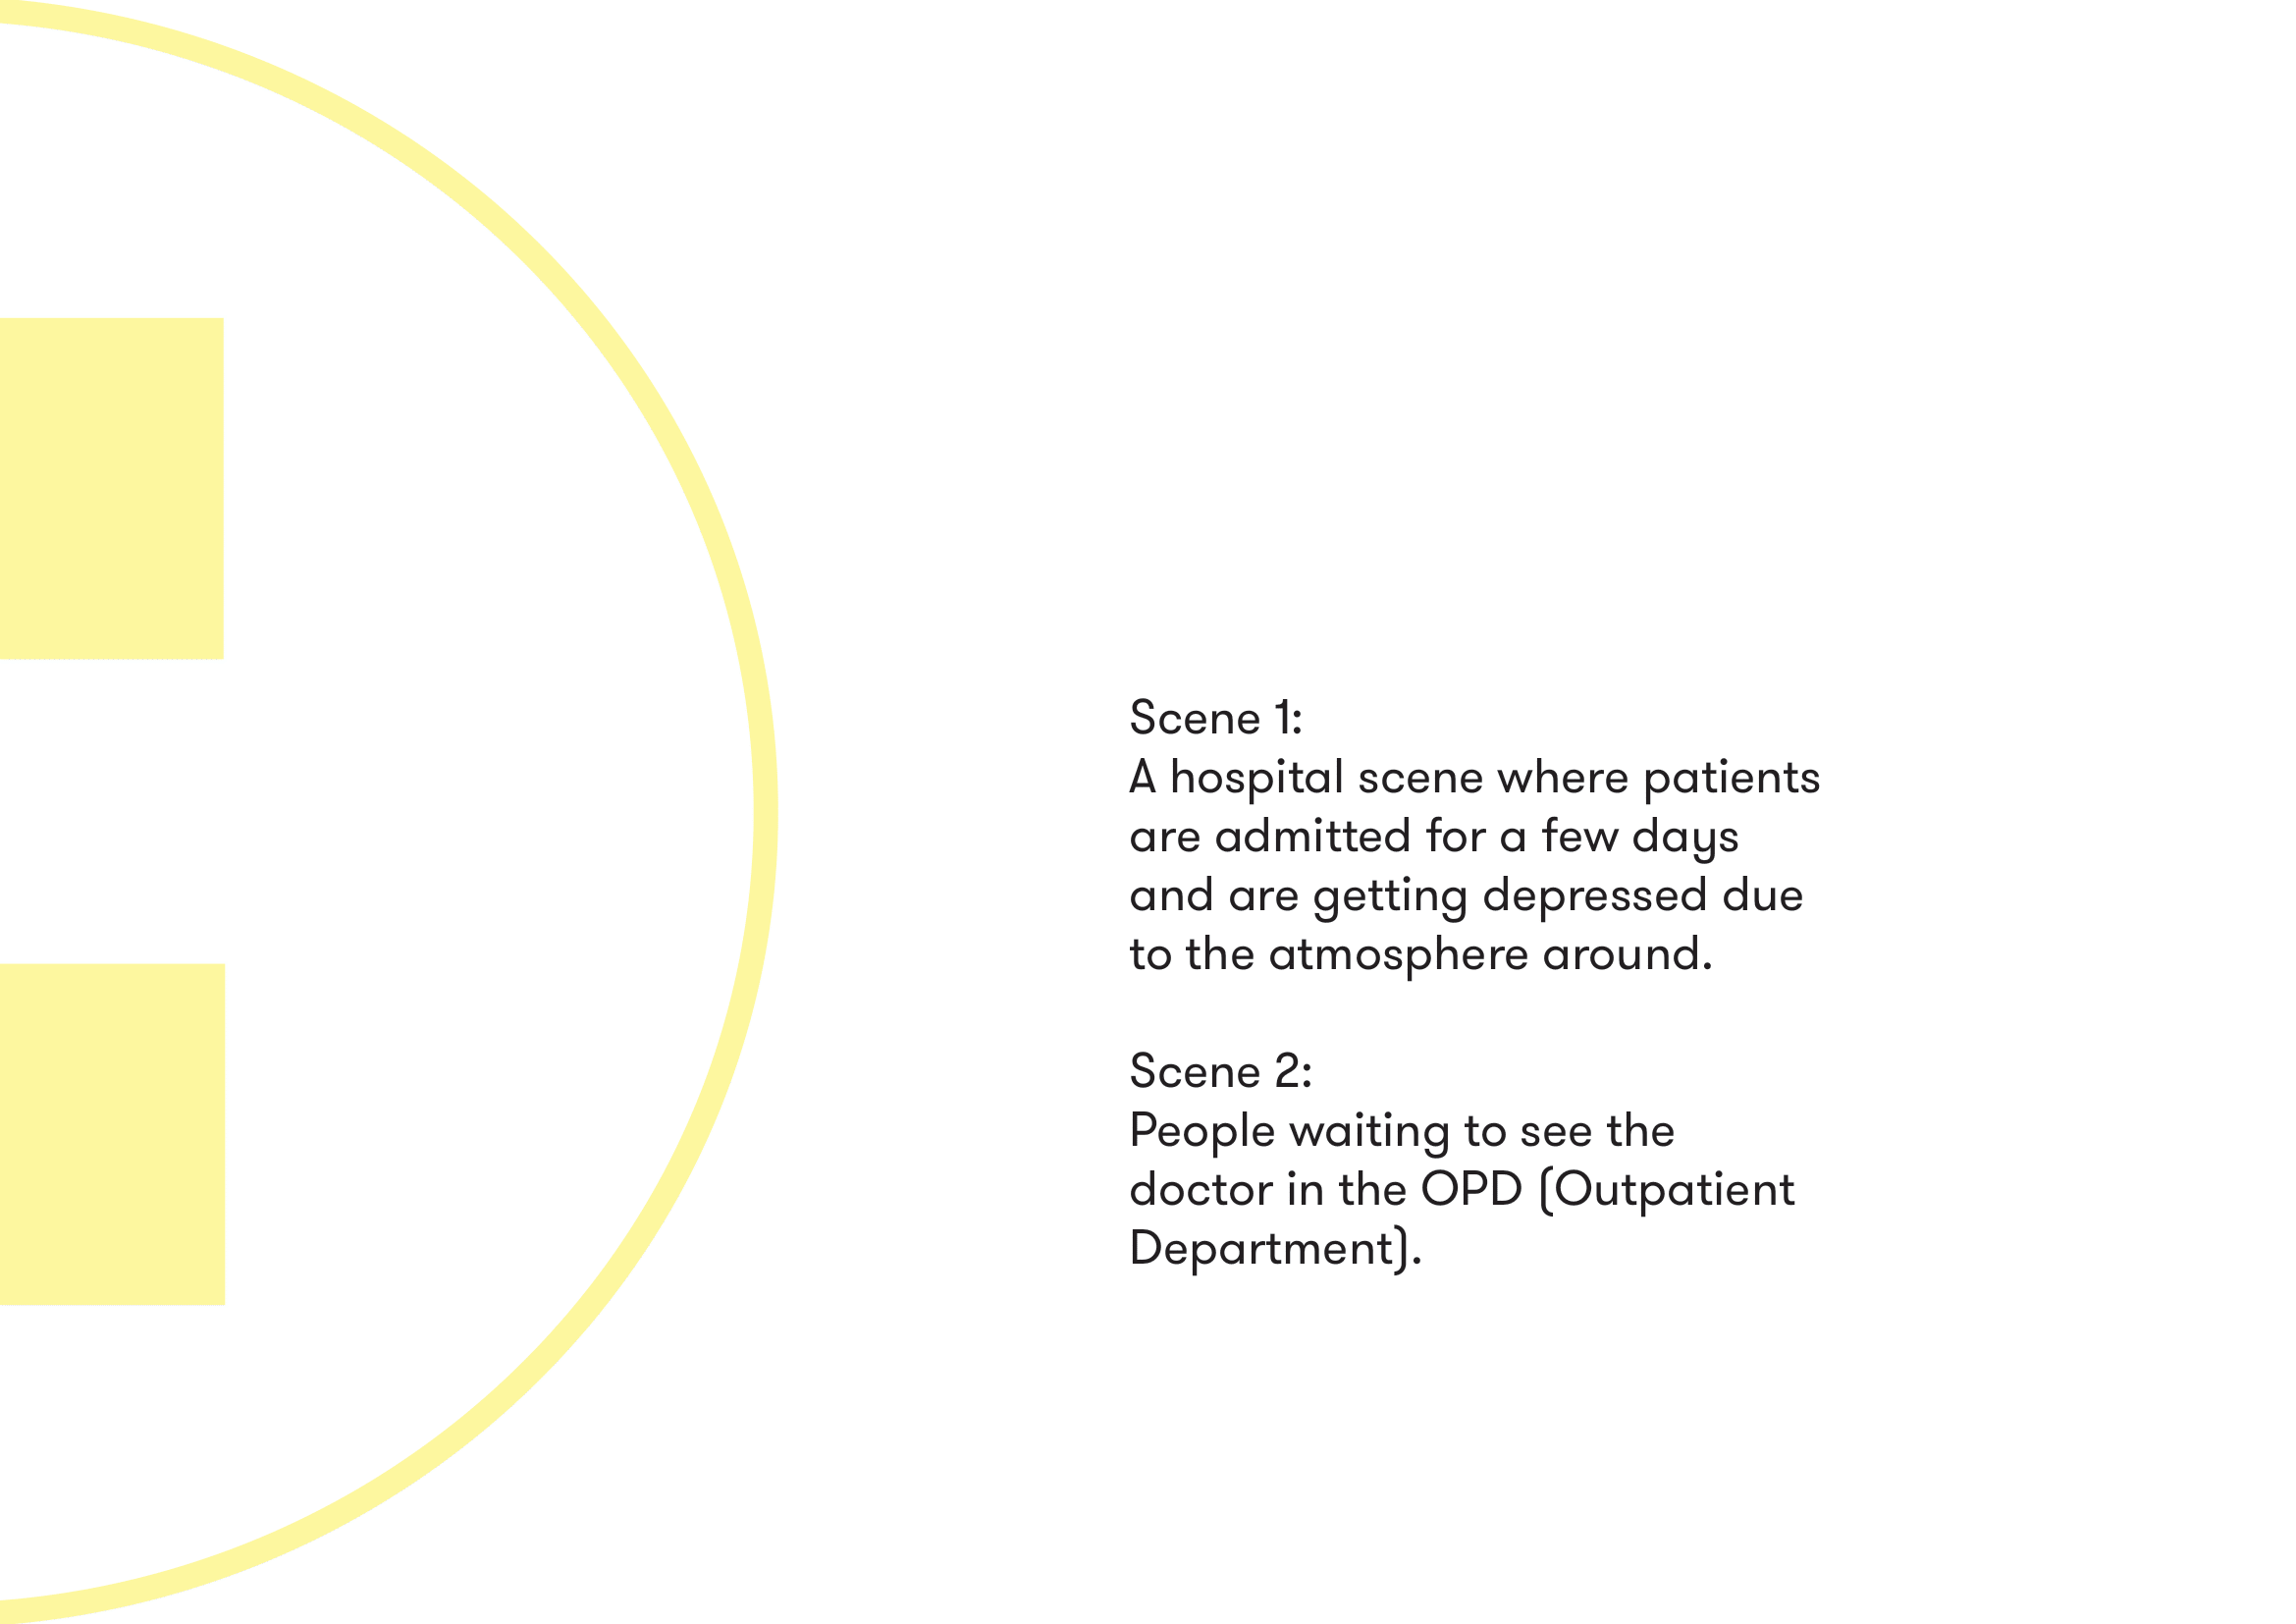 Scene 1:
A hospital scene where patients
are admitted for a few days
and are getting depressed due
to the atmosphere around.
Scene 2:
People waiting to see the
doctor in the OPD (Outpatient
Department).